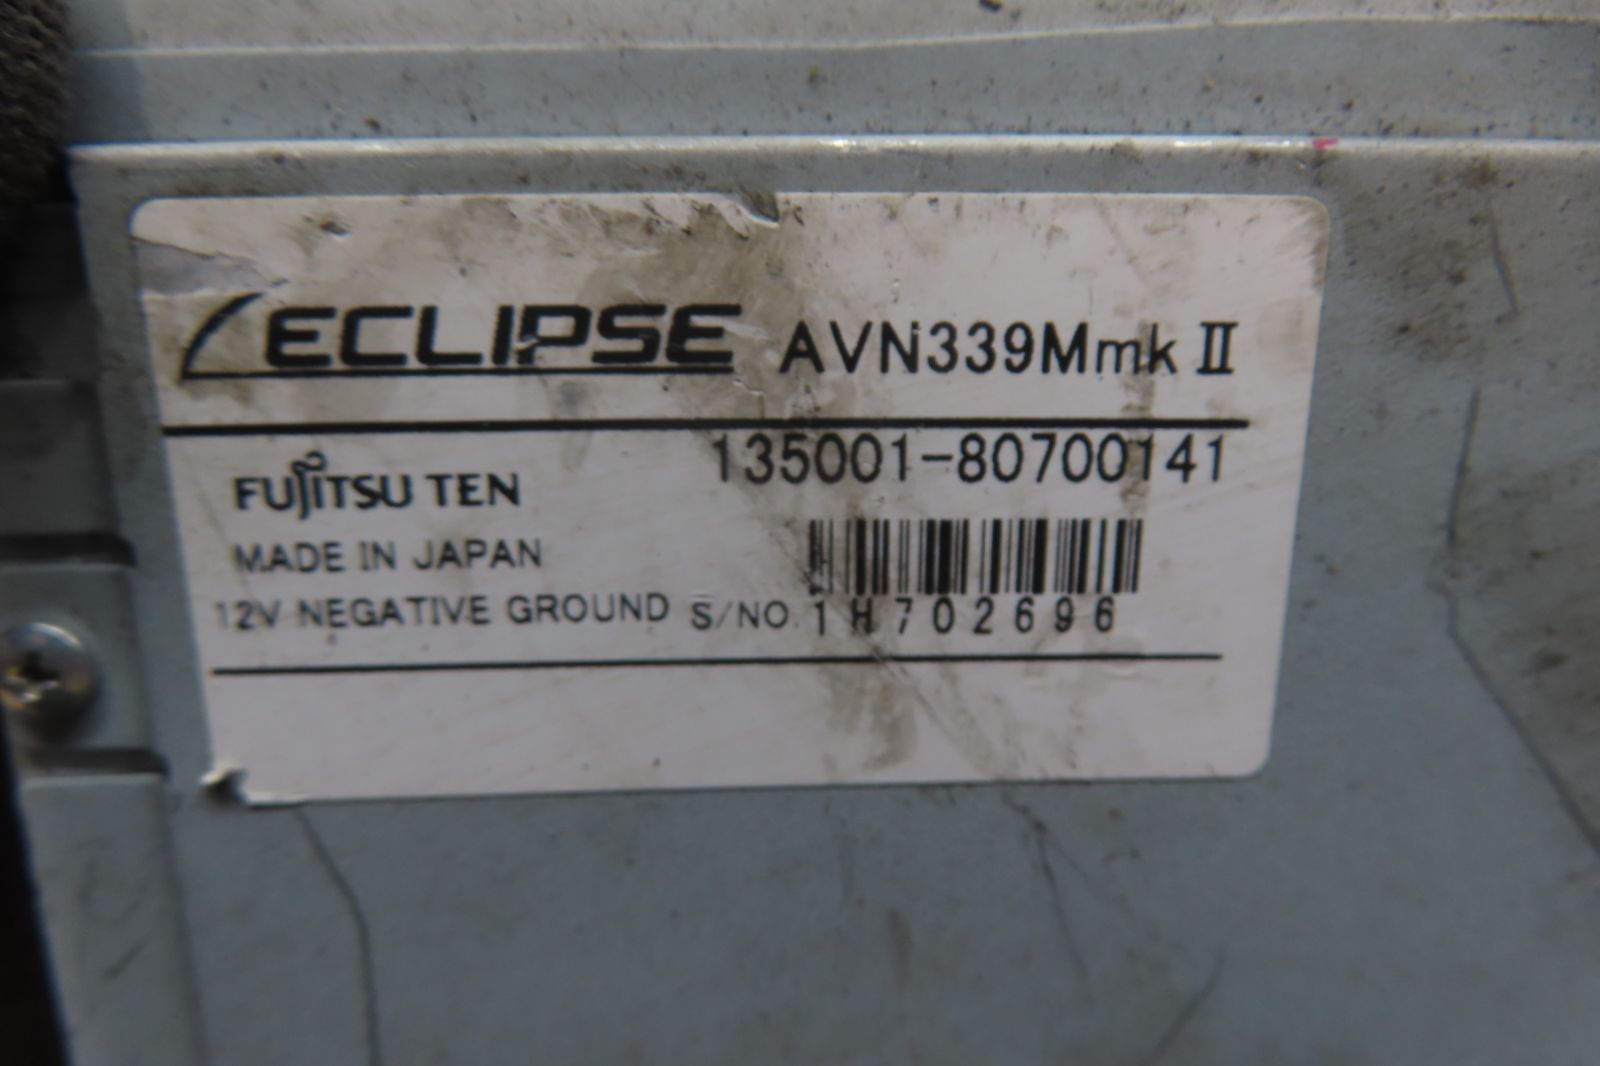 ECLIPSE AVN339Mmk II
135001-80700141
FUJITSU TEN
MADE IN JAPAN
12V NEGATIVE GROUND S/NO. 1H702696